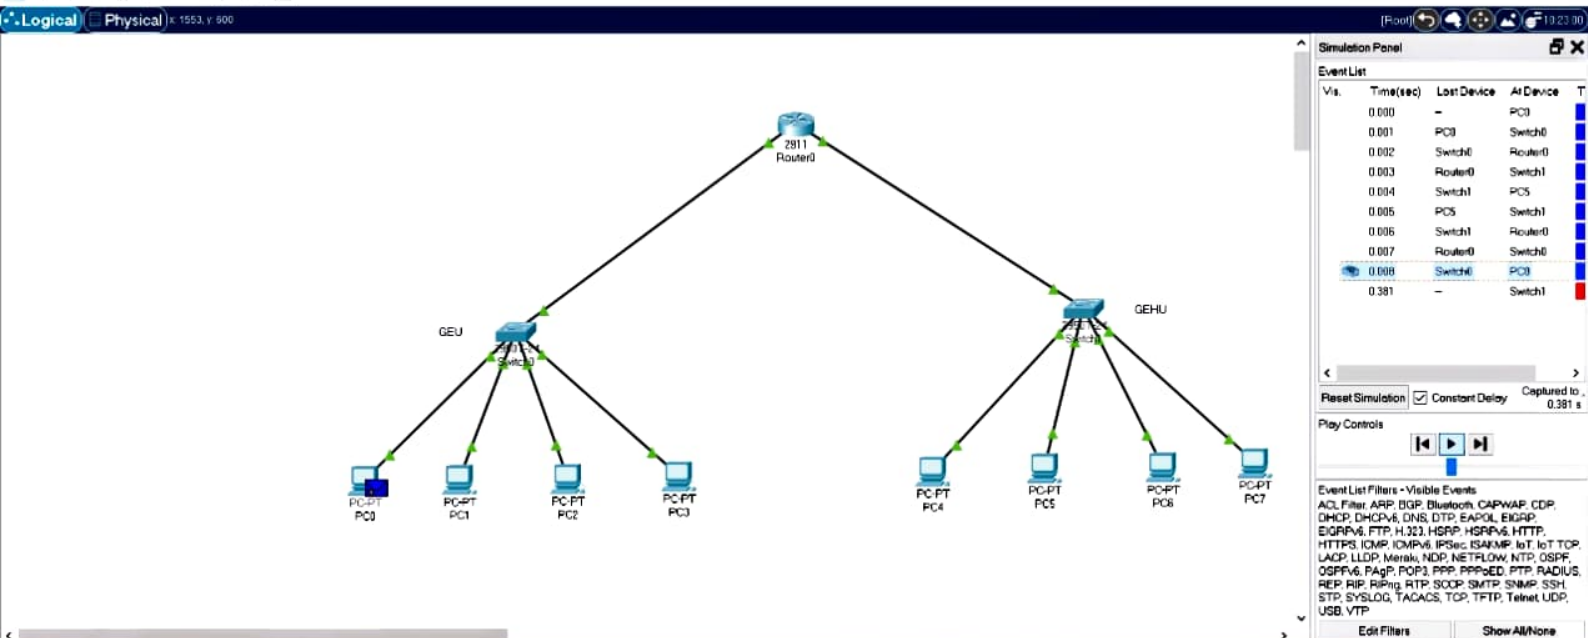 Logical Physical x: 1553, y: 600 [Root] 10:23:00
Simulation Panel
Event List
Vis. Time(sec) Last Device At Device T
0.000 – PC0
0.001 PC0 Switch0
0.002 Switch0 Router0
0.003 Router0 Switch1
0.004 Switch1 PC5
0.005 PC5 Switch1
0.006 Switch1 Router0
0.007 Router0 Switch0
0.008 Switch0 PC0
0.381 – Switch1
Reset Simulation Constant Delay Captured to
0.381 s
Play Controls
Event List Filters - Visible Events
ACL Filter, ARP, BGP, Bluetooth, CAPWAP, CDP,
DHCP, DHCPv6, DNS, DTP, EAPOL, EIGRP,
EIGRPv6, FTP, H.323, HSRP, HSRPv6, HTTP,
HTTPS, ICMP, ICMPv6, IPSec, ISAKMP, IoT, IoT TCP,
LACP, LLDP, Meraki, NDP, NETFLOW, NTP, OSPF,
OSPFv6, PAgP, POP3, PPP, PPPoED, PTP, RADIUS,
REP, RIP, RIPng, RTP, SCCP, SMTP, SNMP, SSH,
STP, SYSLOG, TACACS, TCP, TFTP, Telnet, UDP,
USB, VTP
Edit Filters Show All/None
2911
Router0
GEU
Switch0
GEHU
PC-PT
PC0
PC-PT
PC1
PC-PT
PC2
PC-PT
PC3
PC-PT
PC4
PC-PT
PC5
PC-PT
PC6
PC-PT
PC7